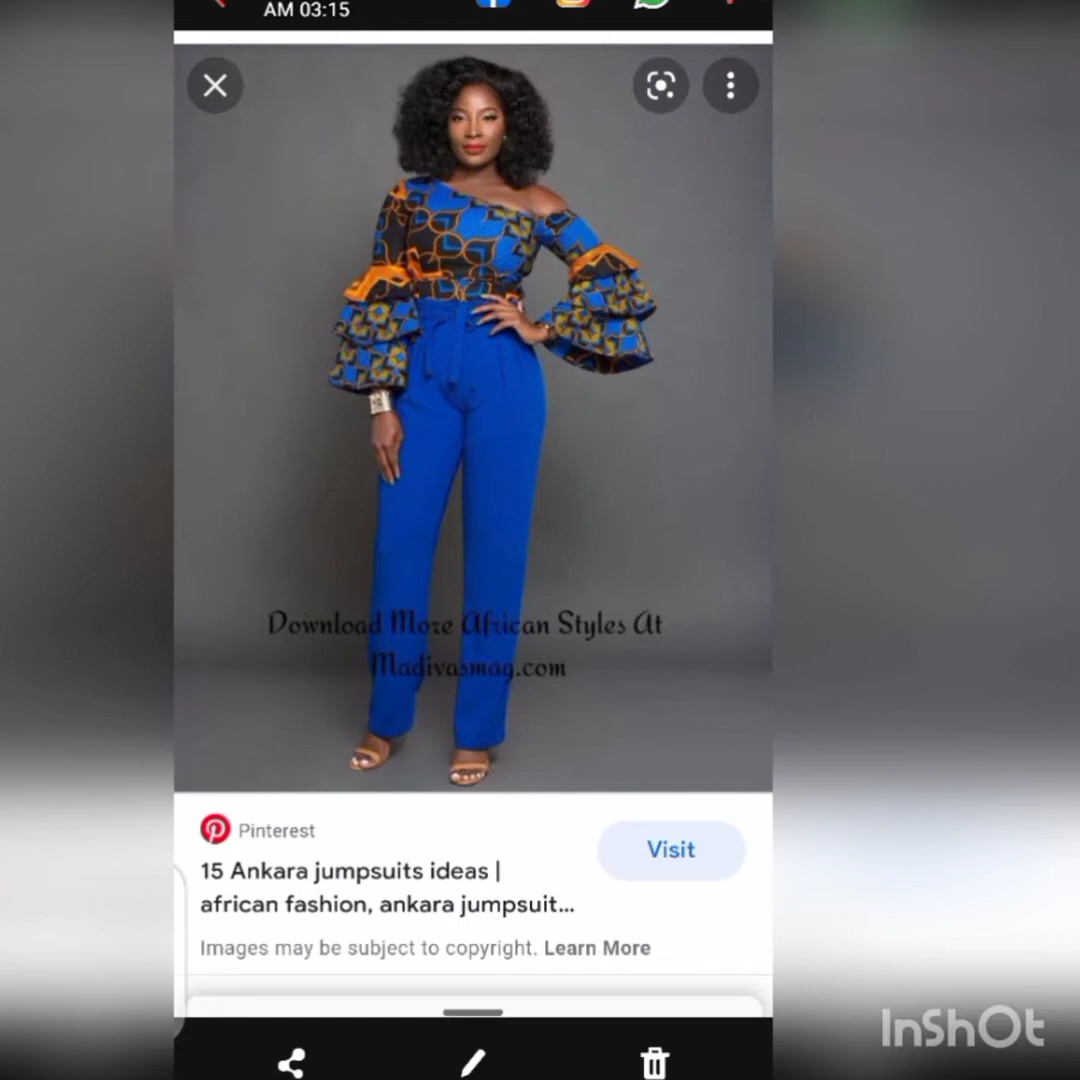 AM 03:15
Download More African Styles At
Madivasmag.com
Pinterest
Visit
15 Ankara jumpsuits ideas |
african fashion, ankara jumpsuit...
Images may be subject to copyright. Learn More
InShOt